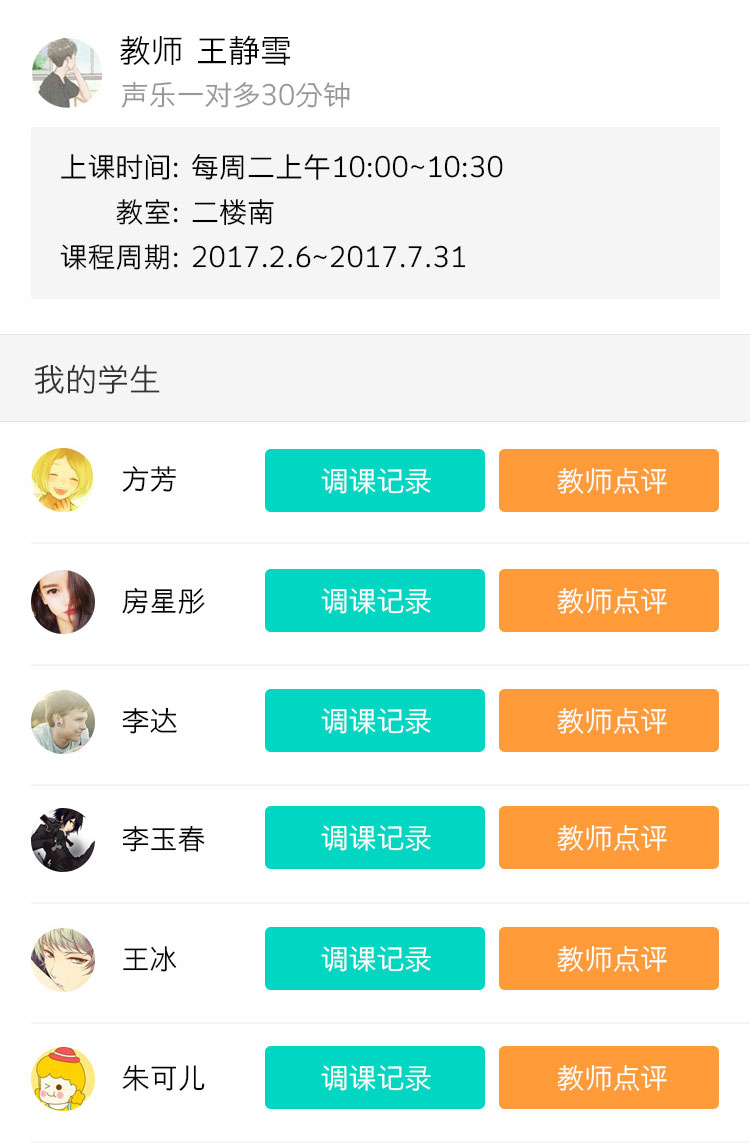 教师 王静雪
声乐一对多30分钟
上课时间: 每周二上午10:00~10:30
教室: 二楼南
课程周期: 2017.2.6~2017.7.31
我的学生
方芳 调课记录 教师点评
房星彤 调课记录 教师点评
李达 调课记录 教师点评
李玉春 调课记录 教师点评
王冰 调课记录 教师点评
朱可儿 调课记录 教师点评